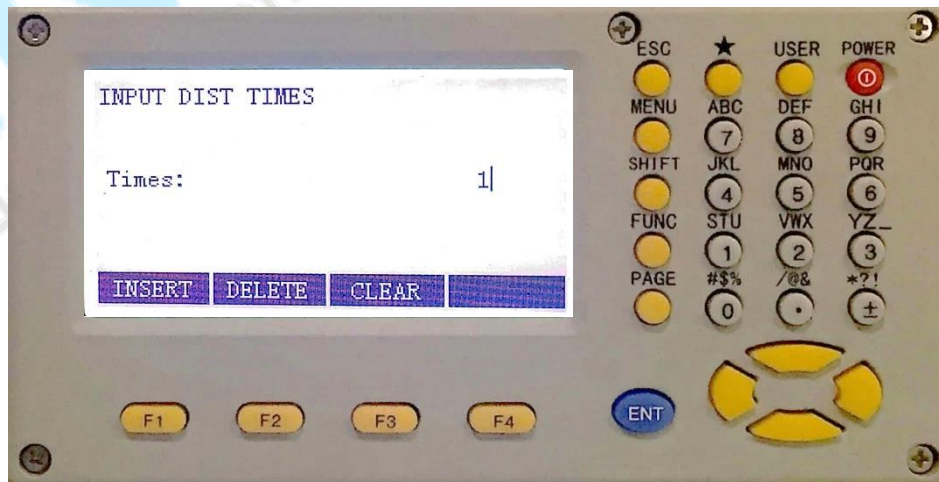 ESC ★ USER POWER
INPUT DIST TIMES
MENU ABC DEF GHI
7 8 9
Times: 1
SHIFT JKL MNO PQR
4 5 6
FUNC STU VWX YZ_
1 2 3
INSERT DELETE CLEAR
PAGE #$% /@& *?!
0 • ±
F1 F2 F3 F4 ENT